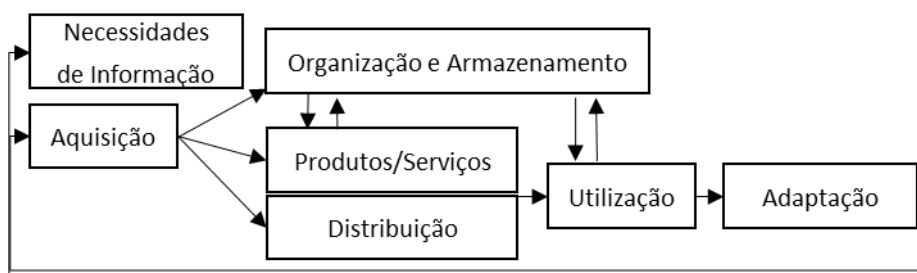 Necessidades
de Informação
Organização e Armazenamento
Aquisição
Produtos/Serviços
Utilização
Adaptação
Distribuição